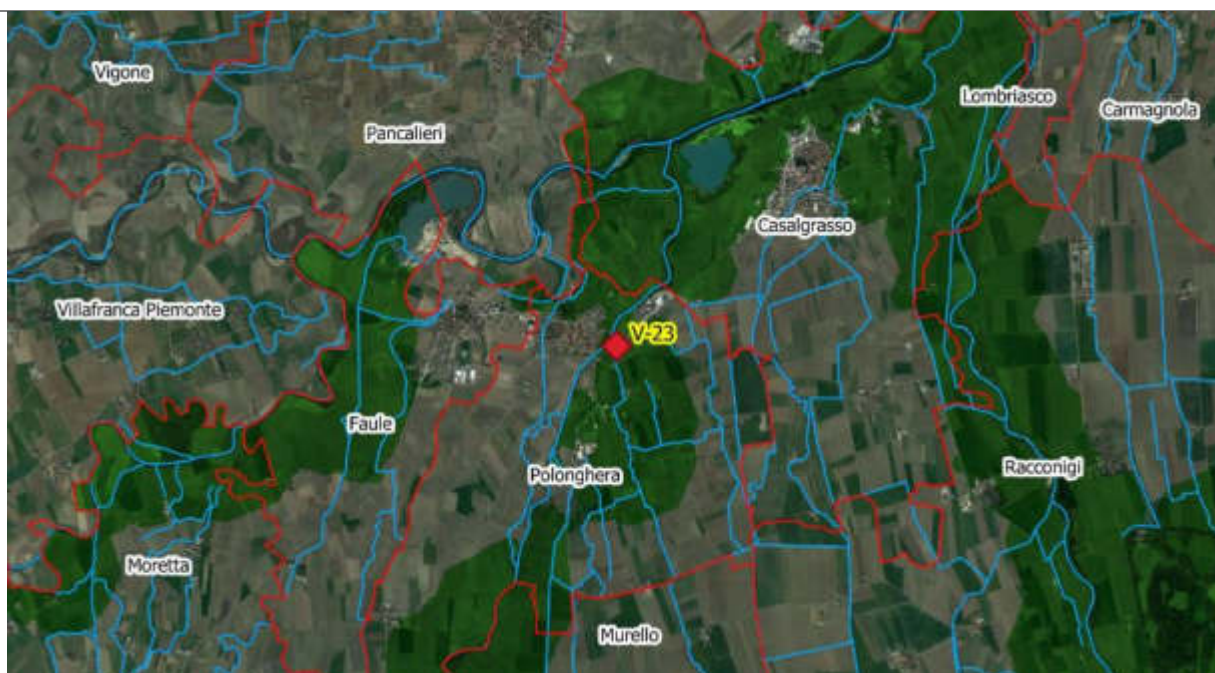 Vigone
Lombriasco
Carmagnola
Pancalieri
Casalgrasso
Villafranca Piemonte
V-23
Faule
Polonghera
Racconigi
Moretta
Murello